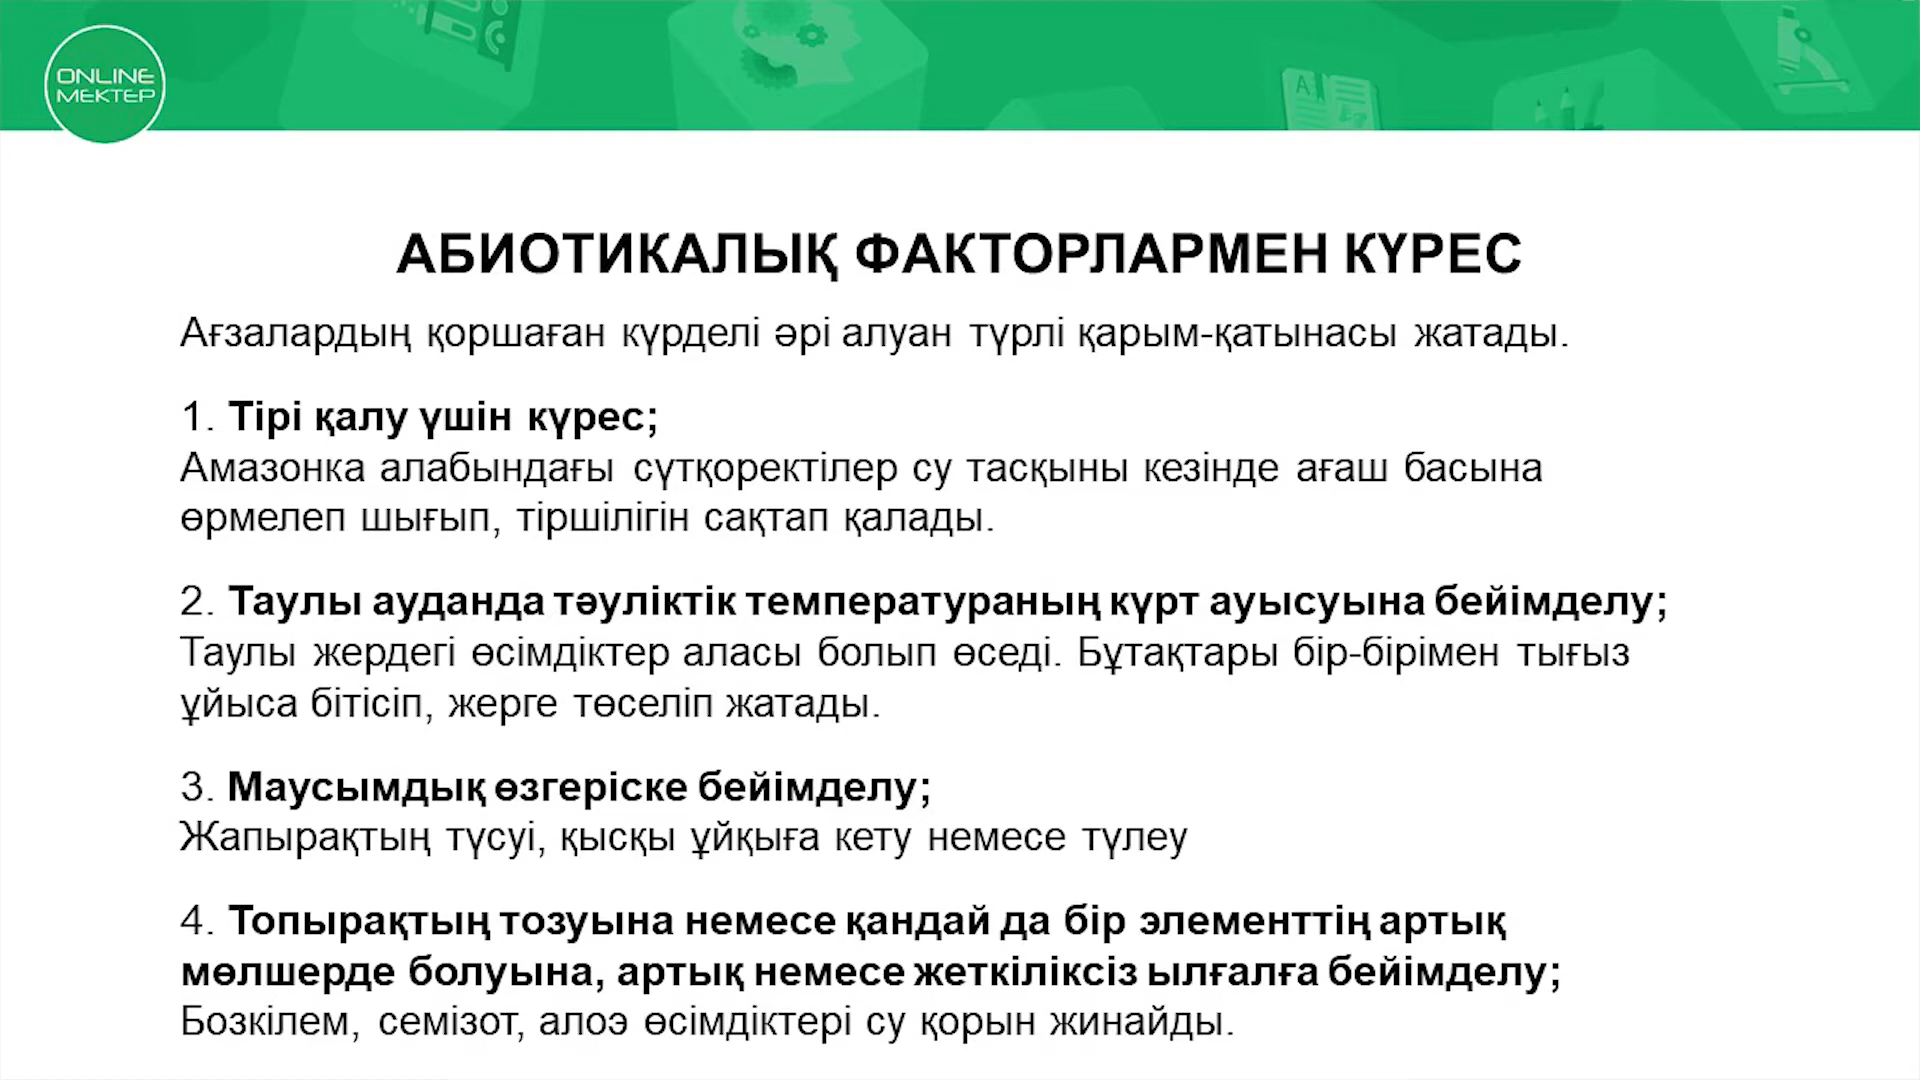 ONLINE
MEKTEP
АБИОТИКАЛЫҚ ФАКТОРЛАРМЕН КҮРЕС
Ағзалардың қоршаған күрделі әрі алуан түрлі қарым-қатынасы жатады.
1. Тірі қалу үшін күрес;
Амазонка алабындағы сүтқоректілер су тасқыны кезінде ағаш басына
өрмелеп шығып, тіршілігін сақтап қалады.
2. Таулы ауданда тәуліктік температураның күрт ауысуына бейімделу;
Таулы жердегі өсімдіктер аласы болып өседі. Бұтақтары бір-бірімен тығыз
ұйыса бітісіп, жерге төселіп жатады.
3. Маусымдық өзгеріске бейімделу;
Жапырақтың түсуі, қысқы ұйқыға кету немесе түлеу
4. Топырақтың тозуына немесе қандай да бір элементтің артық
мөлшерде болуына, артық немесе жеткіліксіз ылғалға бейімделу;
Бозкілем, семізот, алоэ өсімдіктері су қорын жинайды.